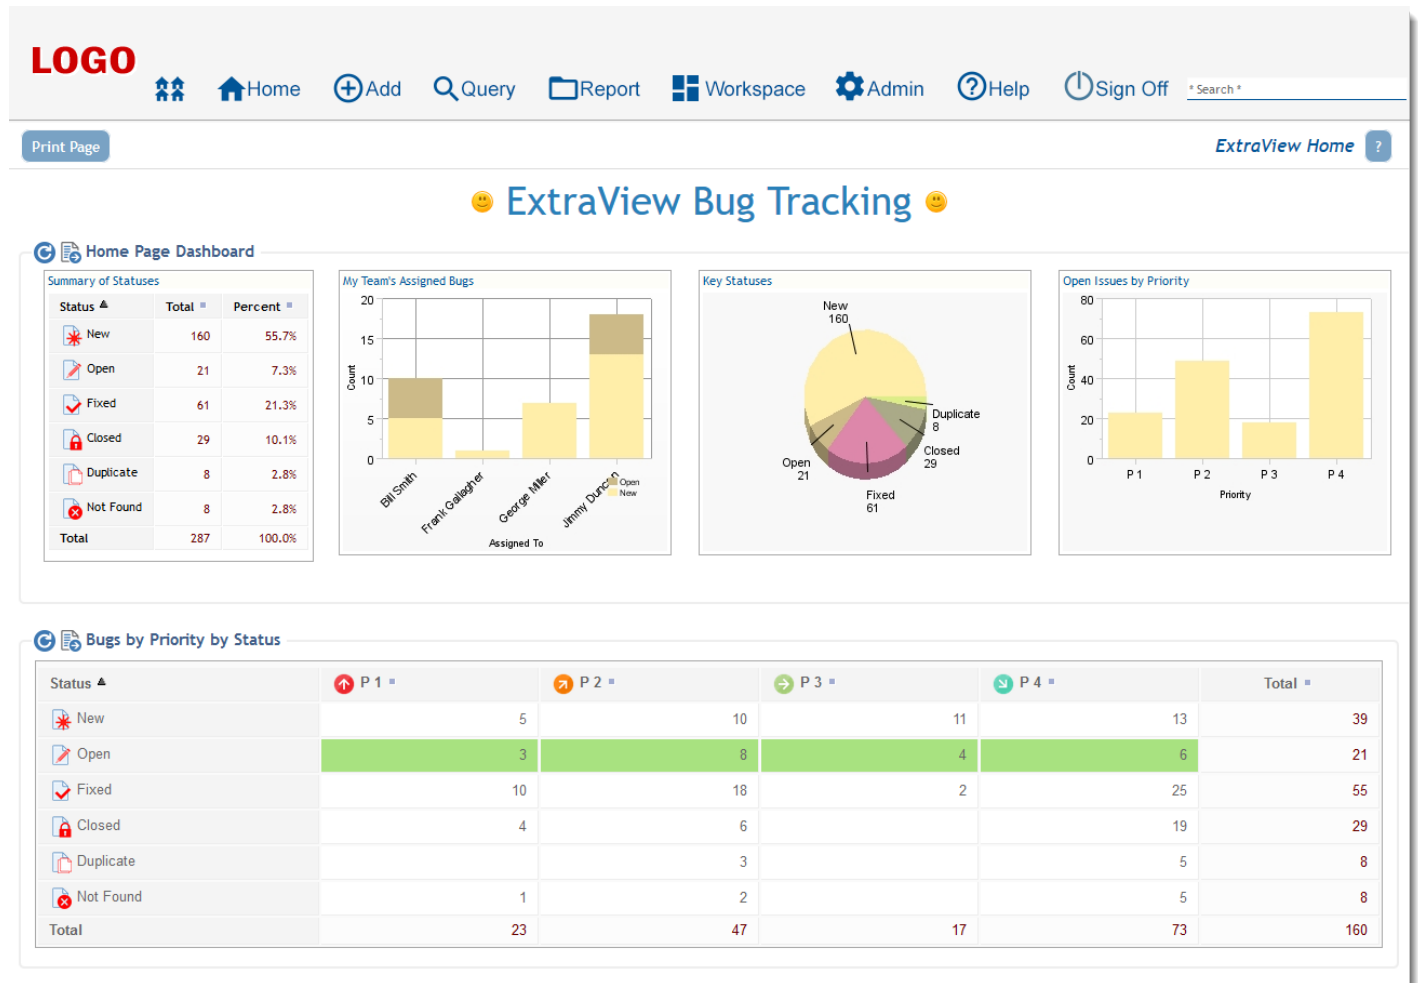 LOGO
Home Add Query Report Workspace Admin Help Sign Off * Search *
Print Page
ExtraView Home ?
ExtraView Bug Tracking
Home Page Dashboard
Summary of Statuses
Status Total Percent
New 160 55.7%
Open 21 7.3%
Fixed 61 21.3%
Closed 29 10.1%
Duplicate 8 2.8%
Not Found 8 2.8%
Total 287 100.0%
My Team's Assigned Bugs
20
15
10
5
0
Count
Bill Smith
Frank Gallagher
George Miller
Jimmy Duncan
Open
New
Assigned To
Key Statuses
New
160
Duplicate
8
Closed
29
Open
21
Fixed
61
Open Issues by Priority
80
60
40
20
0
Count
P 1 P 2 P 3 P 4
Priority
Bugs by Priority by Status
Status P 1 P 2 P 3 P 4 Total
New 5 10 11 13 39
Open 3 8 4 6 21
Fixed 10 18 2 25 55
Closed 4 6 19 29
Duplicate 3 5 8
Not Found 1 2 5 8
Total 23 47 17 73 160